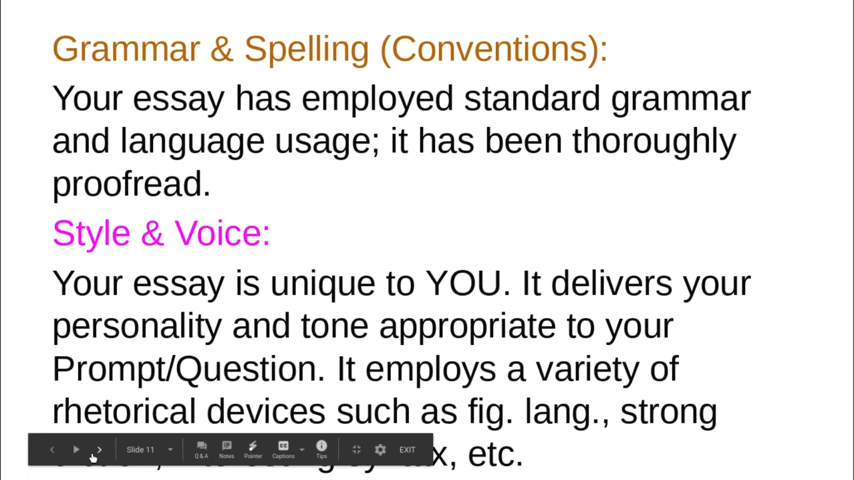 Grammar & Spelling (Conventions):
Your essay has employed standard grammar
and language usage; it has been thoroughly
proofread.
Style & Voice:
Your essay is unique to YOU. It delivers your
personality and tone appropriate to your
Prompt/Question. It employs a variety of
rhetorical devices such as fig. lang., strong
etc.
Slide 11
Q & A
Notes
Pointer
Captions
Tips
EXIT